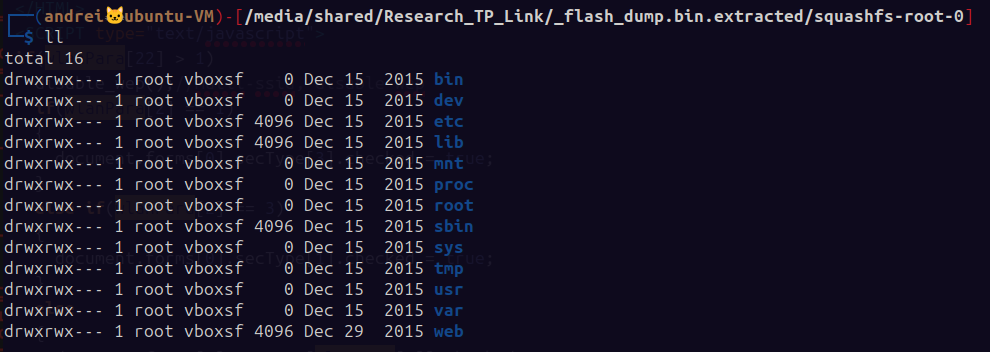 </HTML>
(andrei🐱ubuntu-VM)-[/media/shared/Research_TP_Link/_flash_dump.bin.extracted/squashfs-root-0]
$ ll
total 16
drwxrwx--- 1 root vboxsf    0 Dec 15  2015 bin
drwxrwx--- 1 root vboxsf    0 Dec 15  2015 dev
drwxrwx--- 1 root vboxsf 4096 Dec 15  2015 etc
drwxrwx--- 1 root vboxsf 4096 Dec 15  2015 lib
drwxrwx--- 1 root vboxsf    0 Dec 15  2015 mnt
drwxrwx--- 1 root vboxsf    0 Dec 15  2015 proc
drwxrwx--- 1 root vboxsf    0 Dec 15  2015 root
drwxrwx--- 1 root vboxsf 4096 Dec 15  2015 sbin
drwxrwx--- 1 root vboxsf    0 Dec 15  2015 sys
drwxrwx--- 1 root vboxsf    0 Dec 15  2015 tmp
drwxrwx--- 1 root vboxsf    0 Dec 15  2015 usr
drwxrwx--- 1 root vboxsf    0 Dec 15  2015 var
drwxrwx--- 1 root vboxsf 4096 Dec 29  2015 web